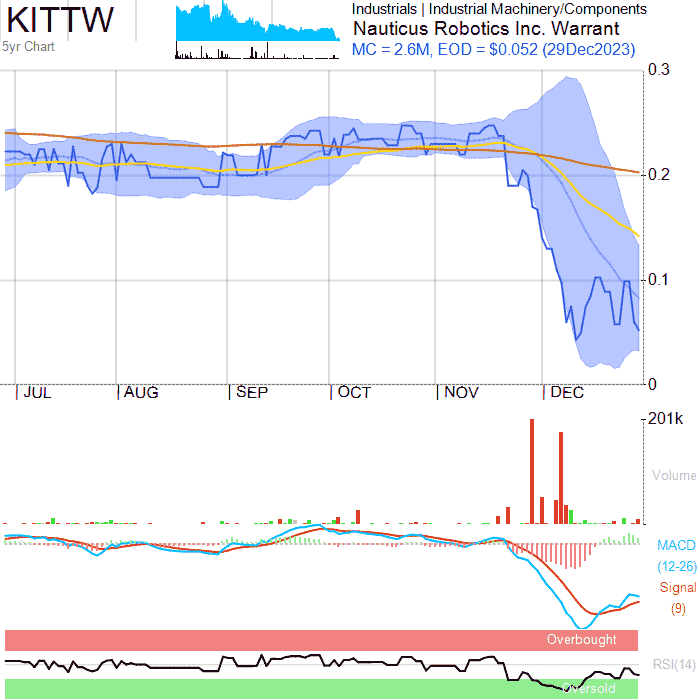 KITTW
5yr Chart
Industrials | Industrial Machinery/Components
Nauticus Robotics Inc. Warrant
MC = 2.6M, EOD = $0.052 (29Dec2023)
0.3
0.2
0.1
0
JUL AUG SEP OCT NOV DEC
201k
Volume
MACD
(12-26)
Signal
(9)
Overbought
RSI(14)
Oversold